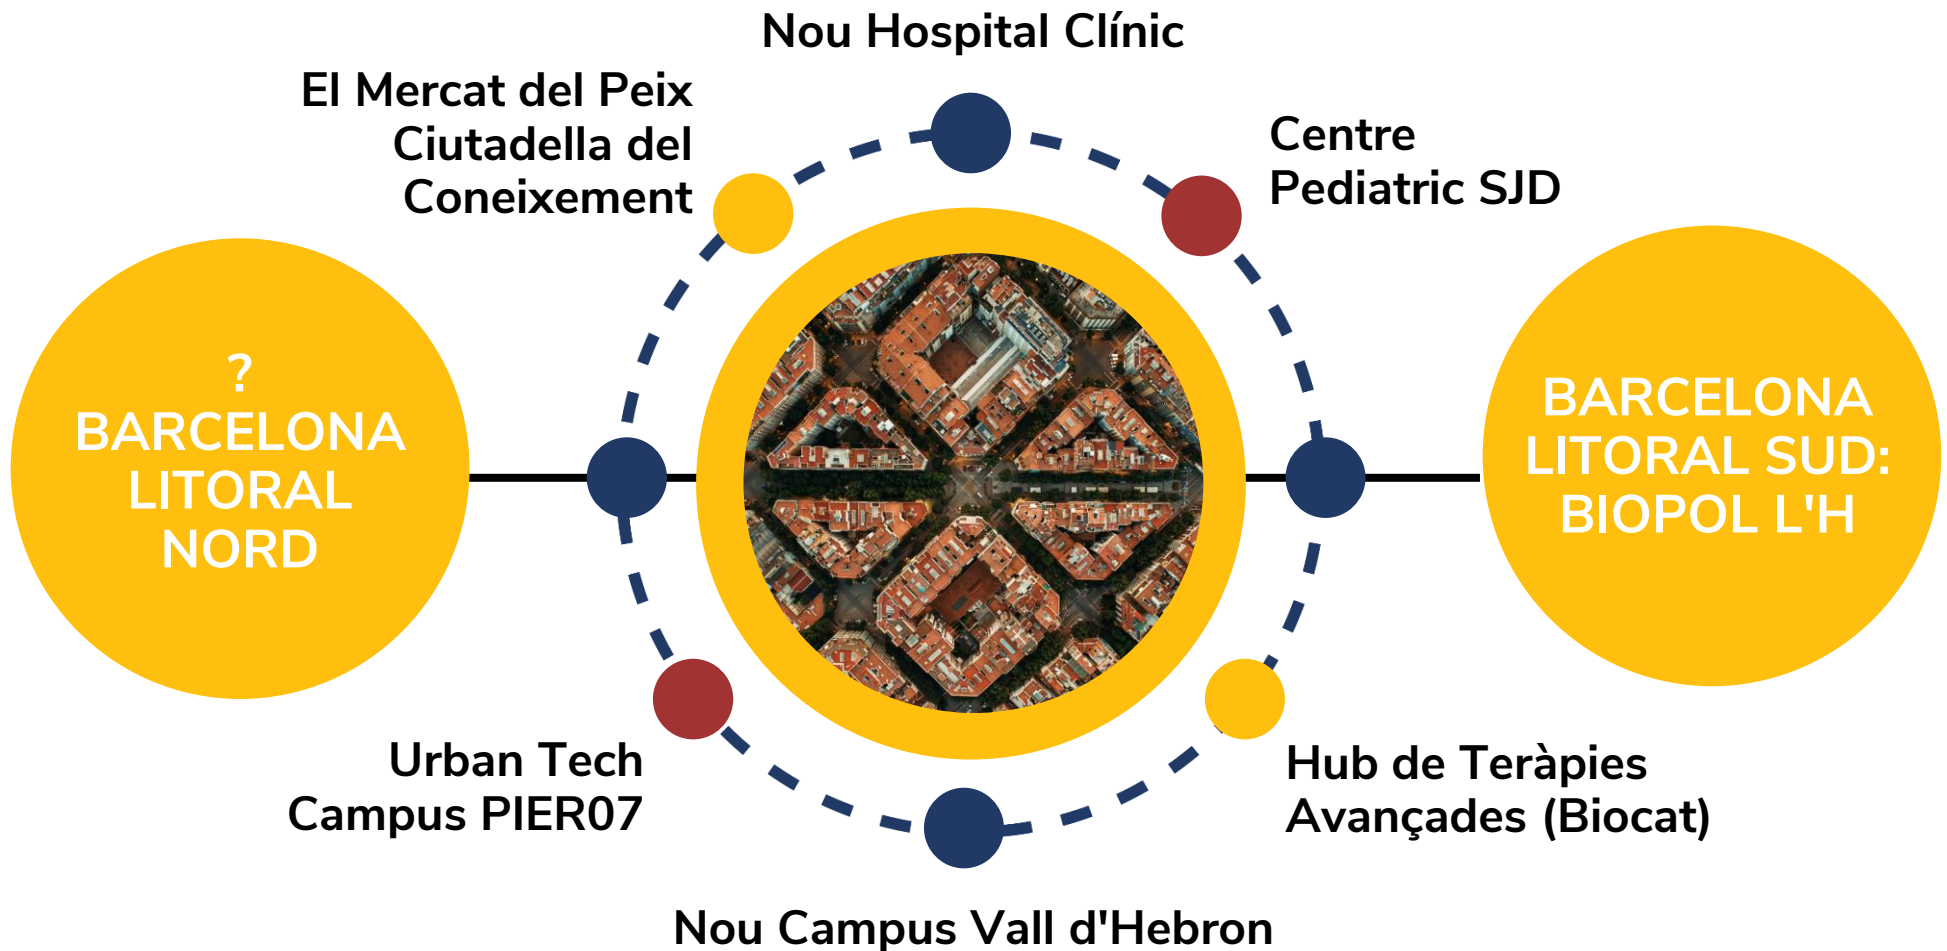 Nou Hospital Clínic
El Mercat del Peix
Ciutadella del
Coneixement
Centre
Pediatric SJD
?
BARCELONA
LITORAL
NORD
BARCELONA
LITORAL SUD:
BIOPOL L'H
Urban Tech
Campus PIER07
Hub de Teràpies
Avançades (Biocat)
Nou Campus Vall d'Hebron